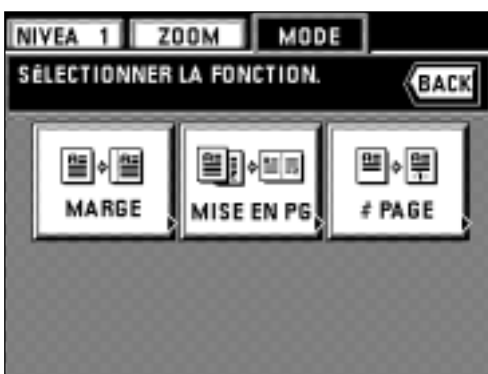 NIVEA 1 ZOOM MODE
SÉLECTIONNER LA FONCTION.
BACK
MARGE MISE EN PG # PAGE